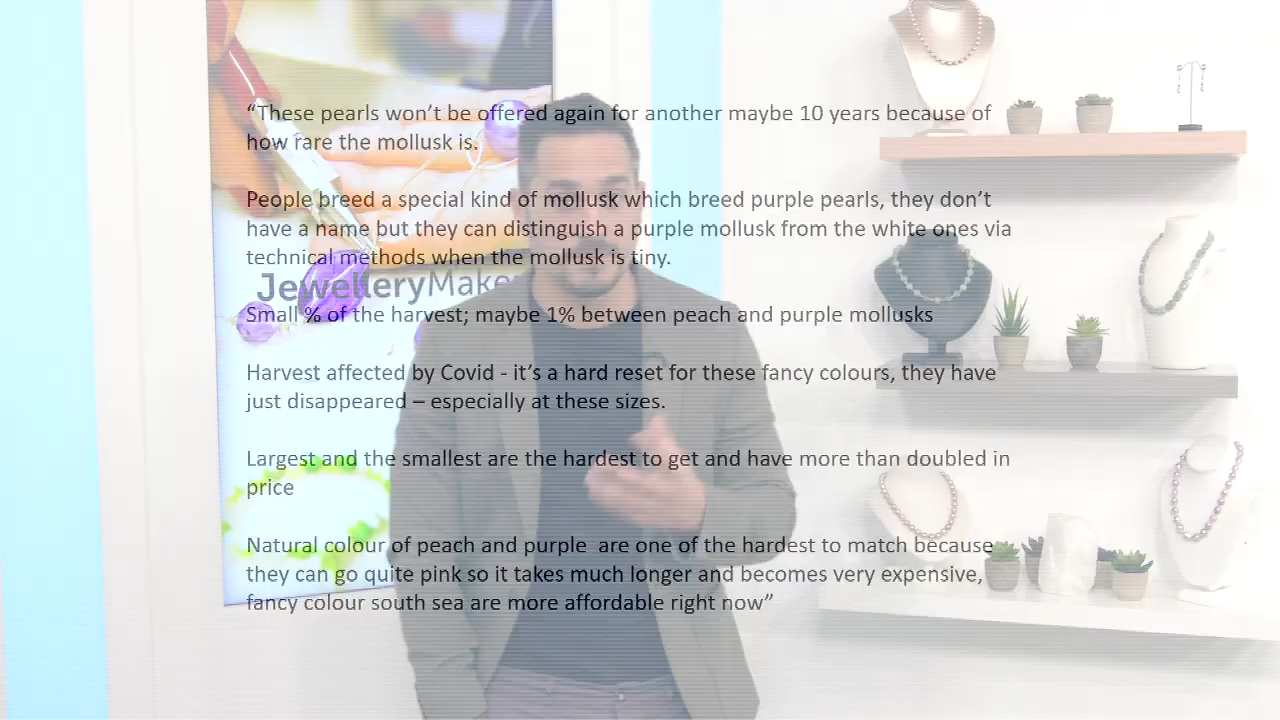 “These pearls won’t be offered again for another maybe 10 years because of
how rare the mollusk is.
People breed a special kind of mollusk which breed purple pearls, they don’t
have a name but they can distinguish a purple mollusk from the white ones via
technical methods when the mollusk is tiny.
JewelleryMake
Small % of the harvest; maybe 1% between peach and purple mollusks
Harvest affected by Covid - it’s a hard reset for these fancy colours, they have
just disappeared – especially at these sizes.
Largest and the smallest are the hardest to get and have more than doubled in
price
Natural colour of peach and purple  are one of the hardest to match because
they can go quite pink so it takes much longer and becomes very expensive,
fancy colour south sea are more affordable right now”